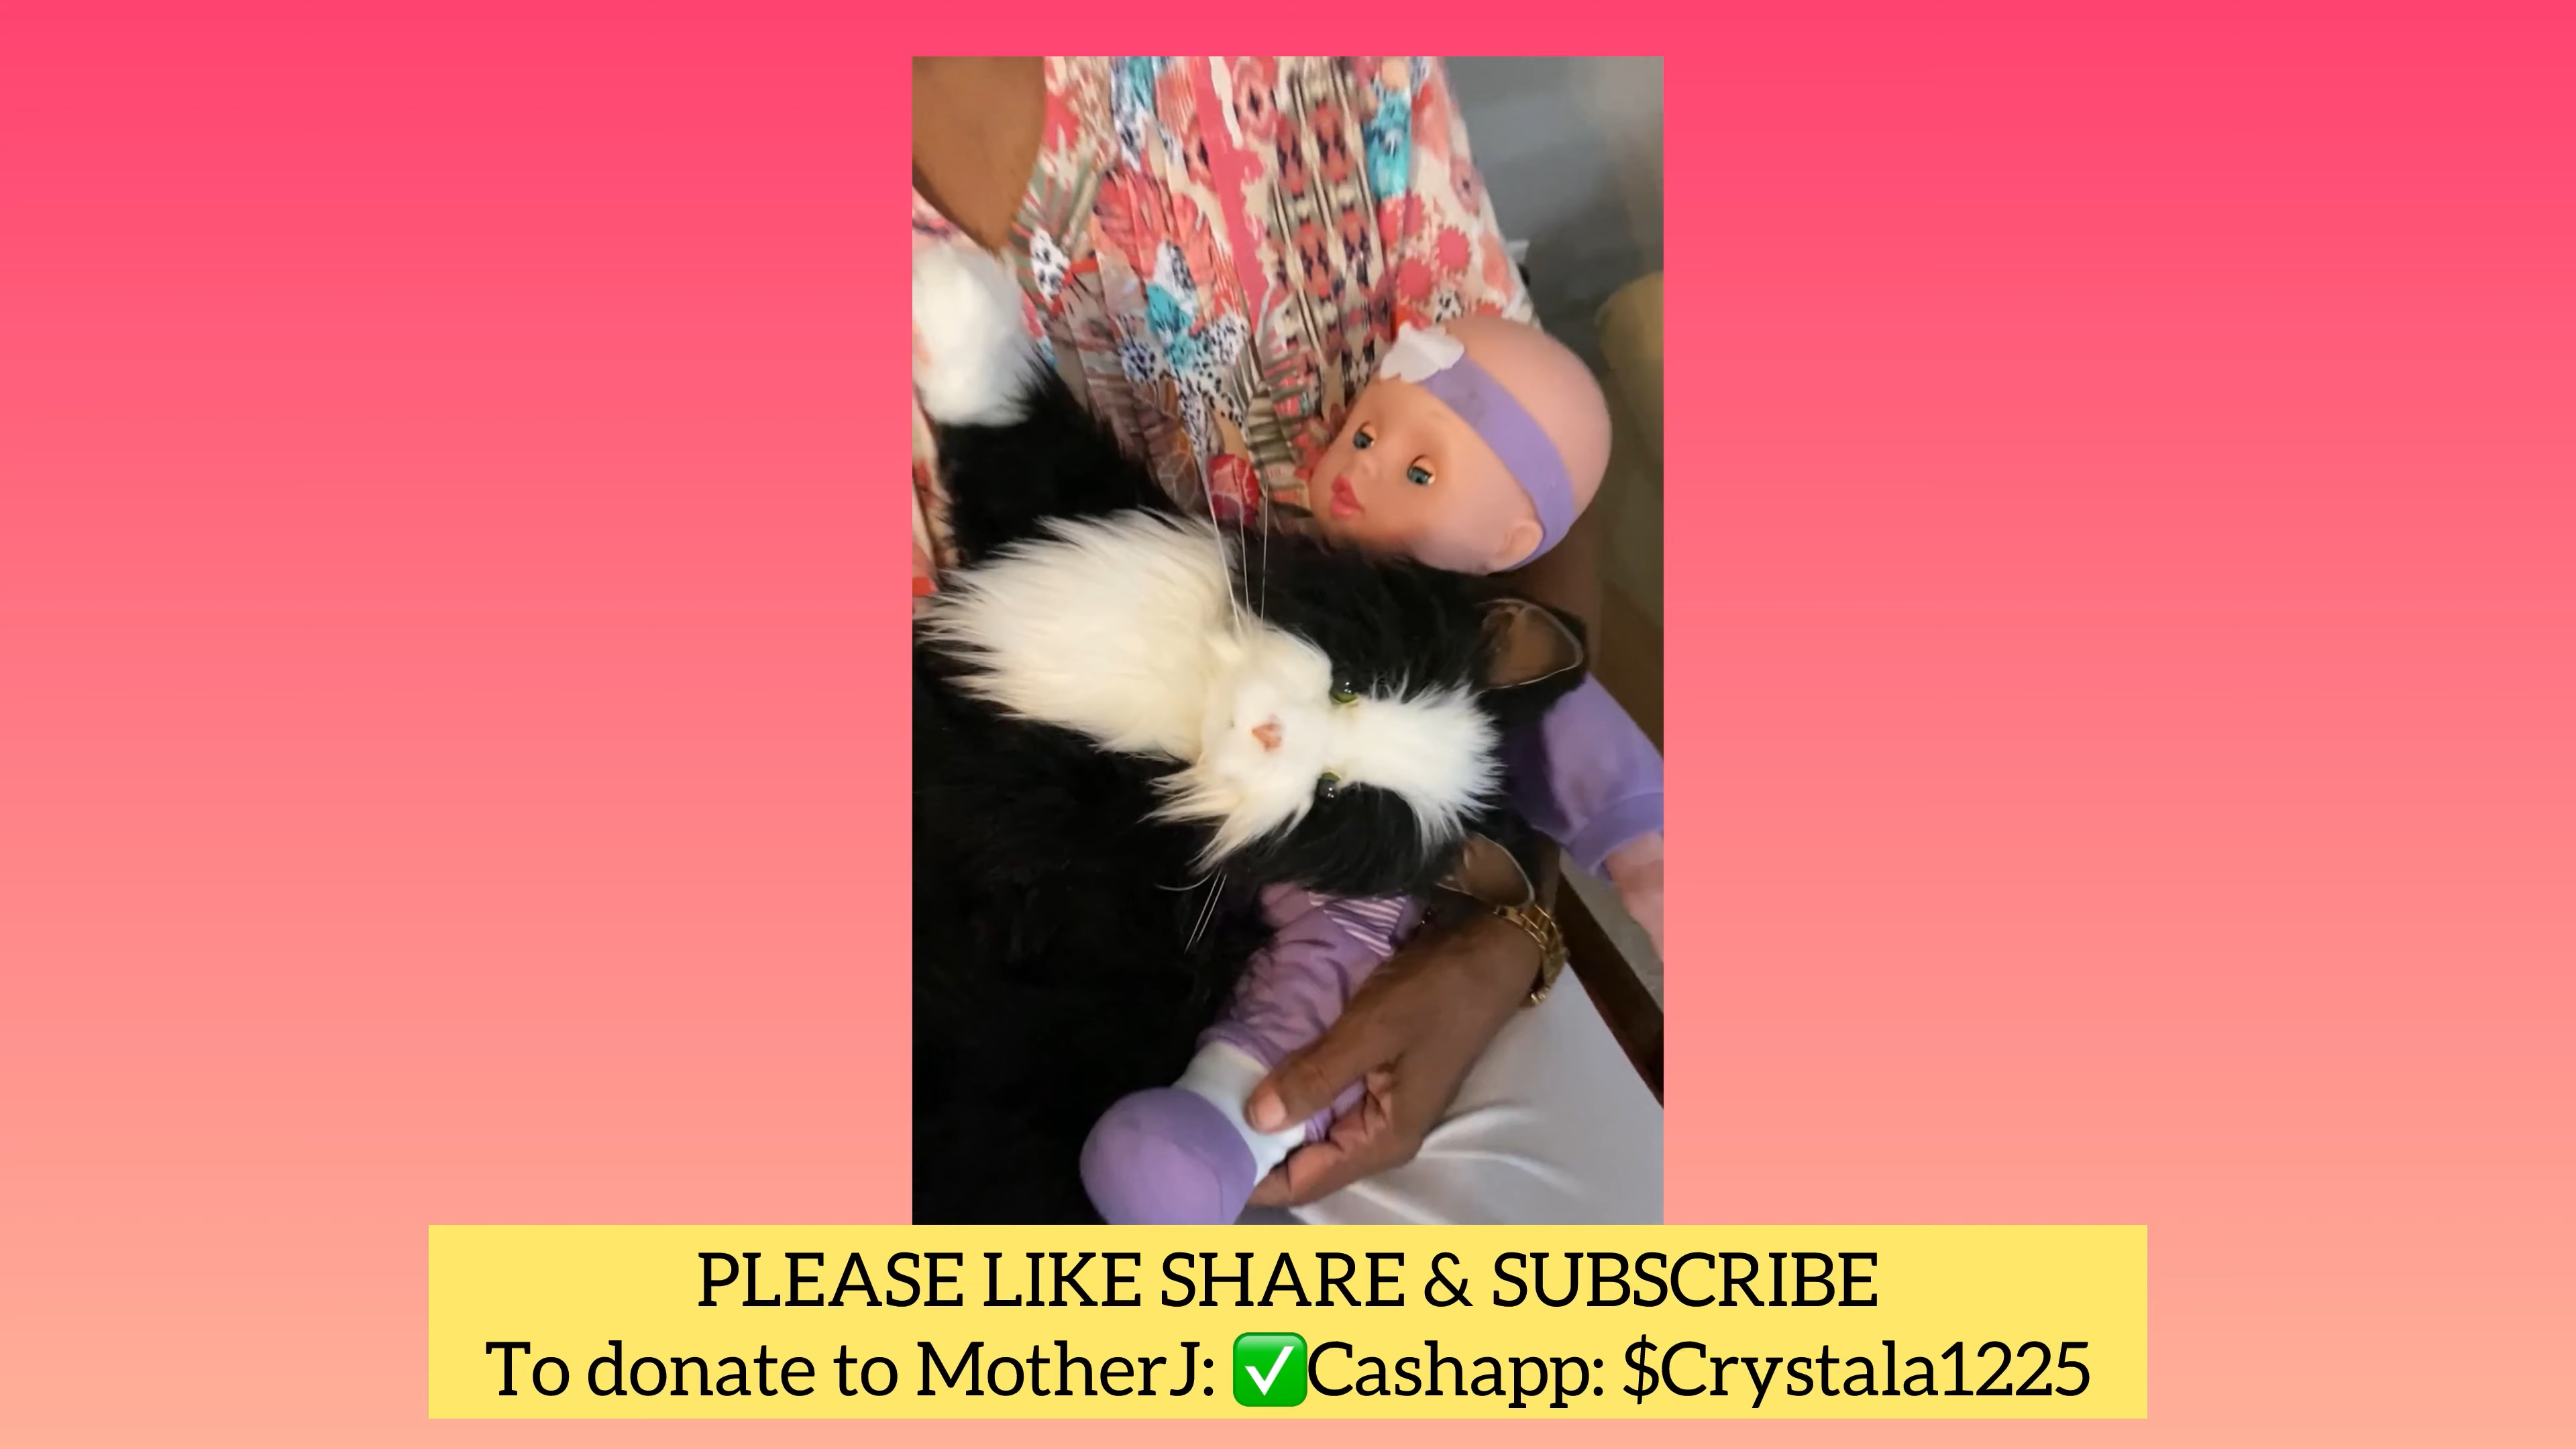 PLEASE LIKE SHARE & SUBSCRIBE
To donate to MotherJ: ✅Cashapp: $Crystala1225